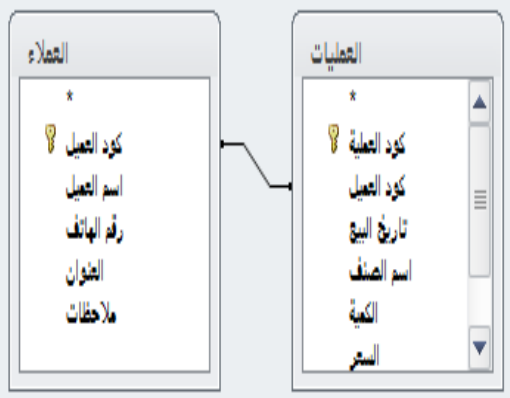 العمليات
*
كود العملية
كود العميل
تاريخ البيع
اسم الصنف
الكمية
السعر
العملاء
*
كود العميل
اسم العميل
رقم الهاتف
العنوان
ملاحظات